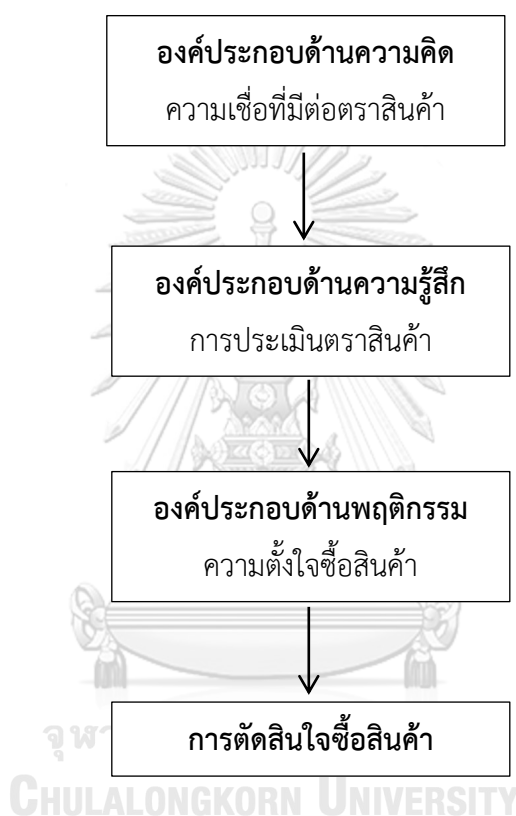 องค์ประกอบด้านความคิด
ความเชื่อที่มีต่อตราสินค้า
องค์ประกอบด้านความรู้สึก
การประเมินตราสินค้า
องค์ประกอบด้านพฤติกรรม
ความตั้งใจซื้อสินค้า
การตัดสินใจซื้อสินค้า
CHULALONGKORN UNIVERSITY